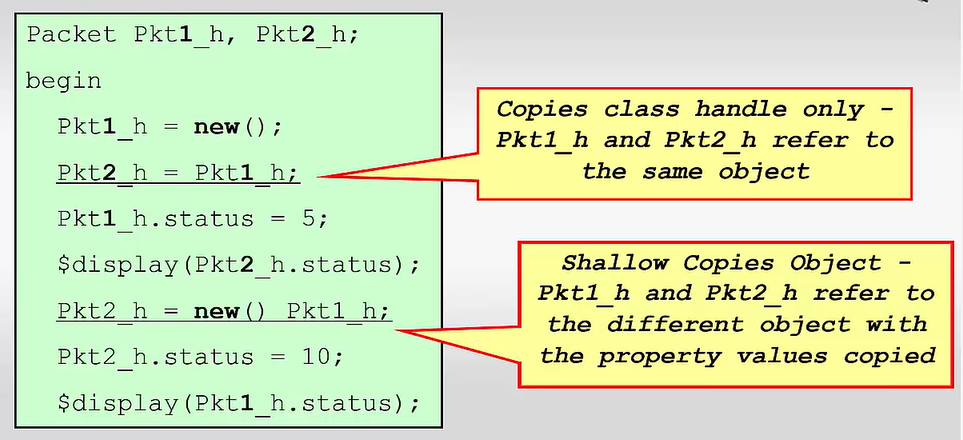 Packet Pkt1_h, Pkt2_h;
begin
Pkt1_h = new();
Pkt2_h = Pkt1_h;
Pkt1_h.status = 5;
$display(Pkt2_h.status);
Pkt2_h = new() Pkt1_h;
Pkt2_h.status = 10;
$display(Pkt1_h.status);
Copies class handle only -
Pkt1_h and Pkt2_h refer to
the same object
Shallow Copies Object -
Pkt1_h and Pkt2_h refer to
the different object with
the property values copied